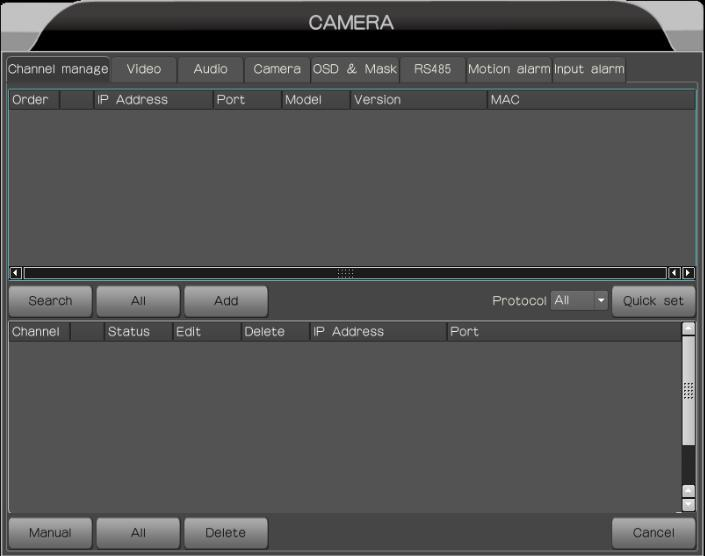 CAMERA
Channel manage Video Audio Camera OSD & Mask RS485 Motion alarm Input alarm
Order IP Address Port Model Version MAC
Search All Add Protocol All Quick set
Channel Status Edit Delete IP Address Port
Manual All Delete Cancel